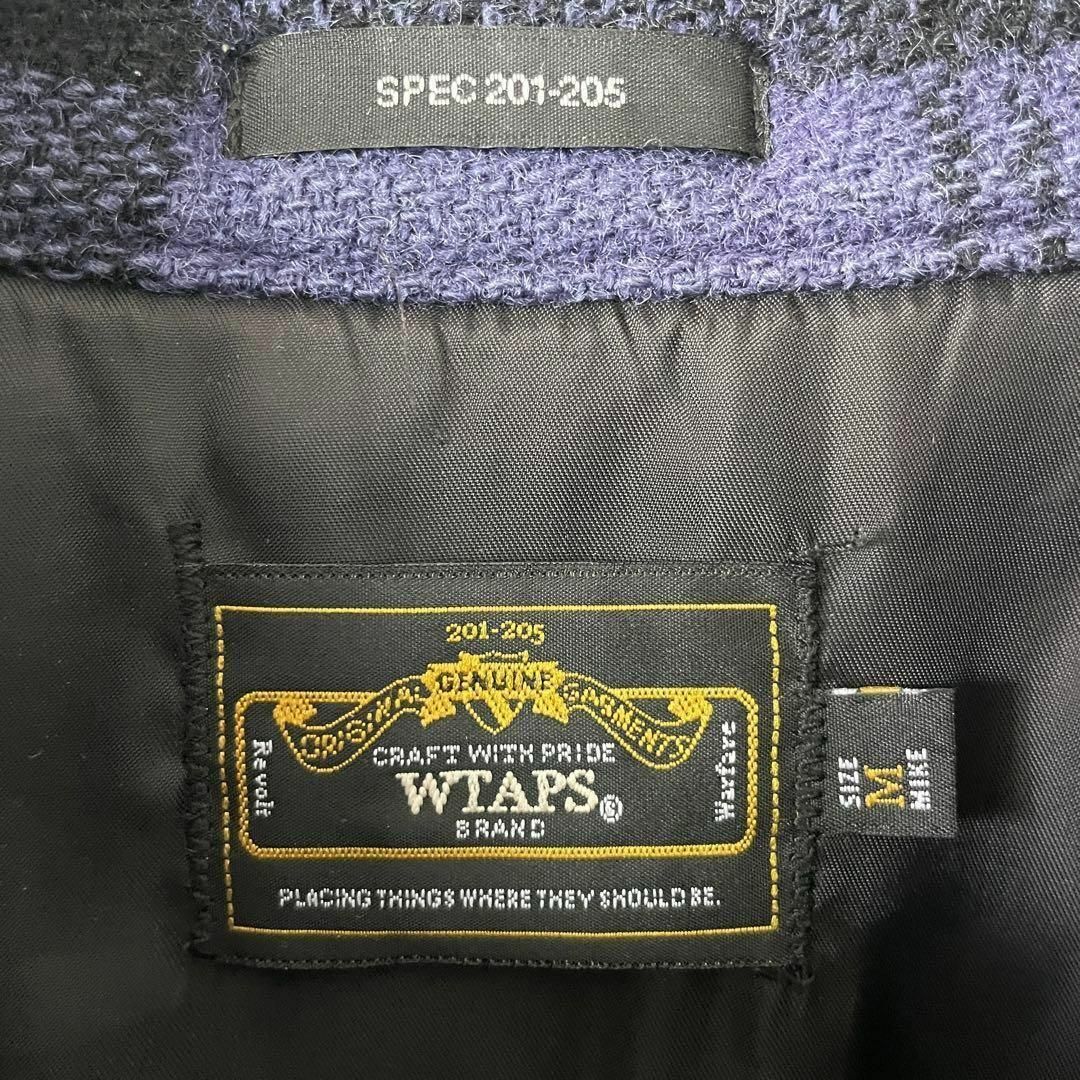 SPEC 201-205
201-205
ORIGINAL GENUINE GARMENTS
CRAFT WITH PRIDE
WTAPS®
BRAND
Revolt
Warfare
PLACING THINGS WHERE THEY SHOULD BE.
SIZE
M
MIKE